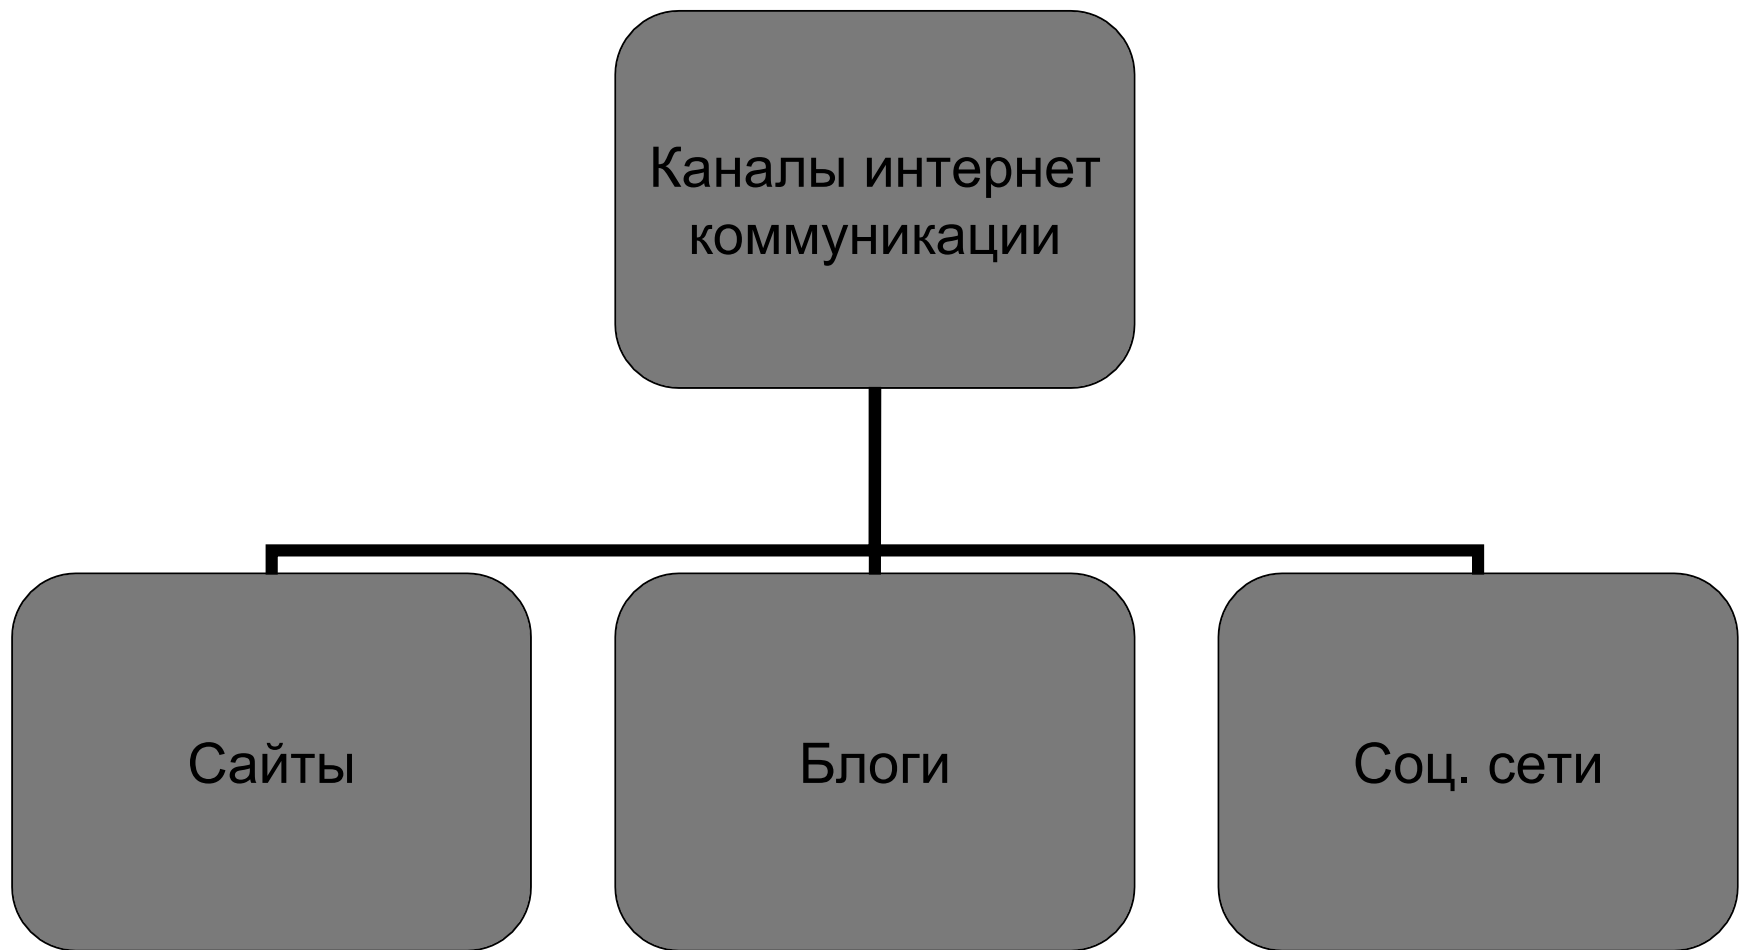 Каналы интернет
коммуникации
Сайты
Блоги
Соц. сети